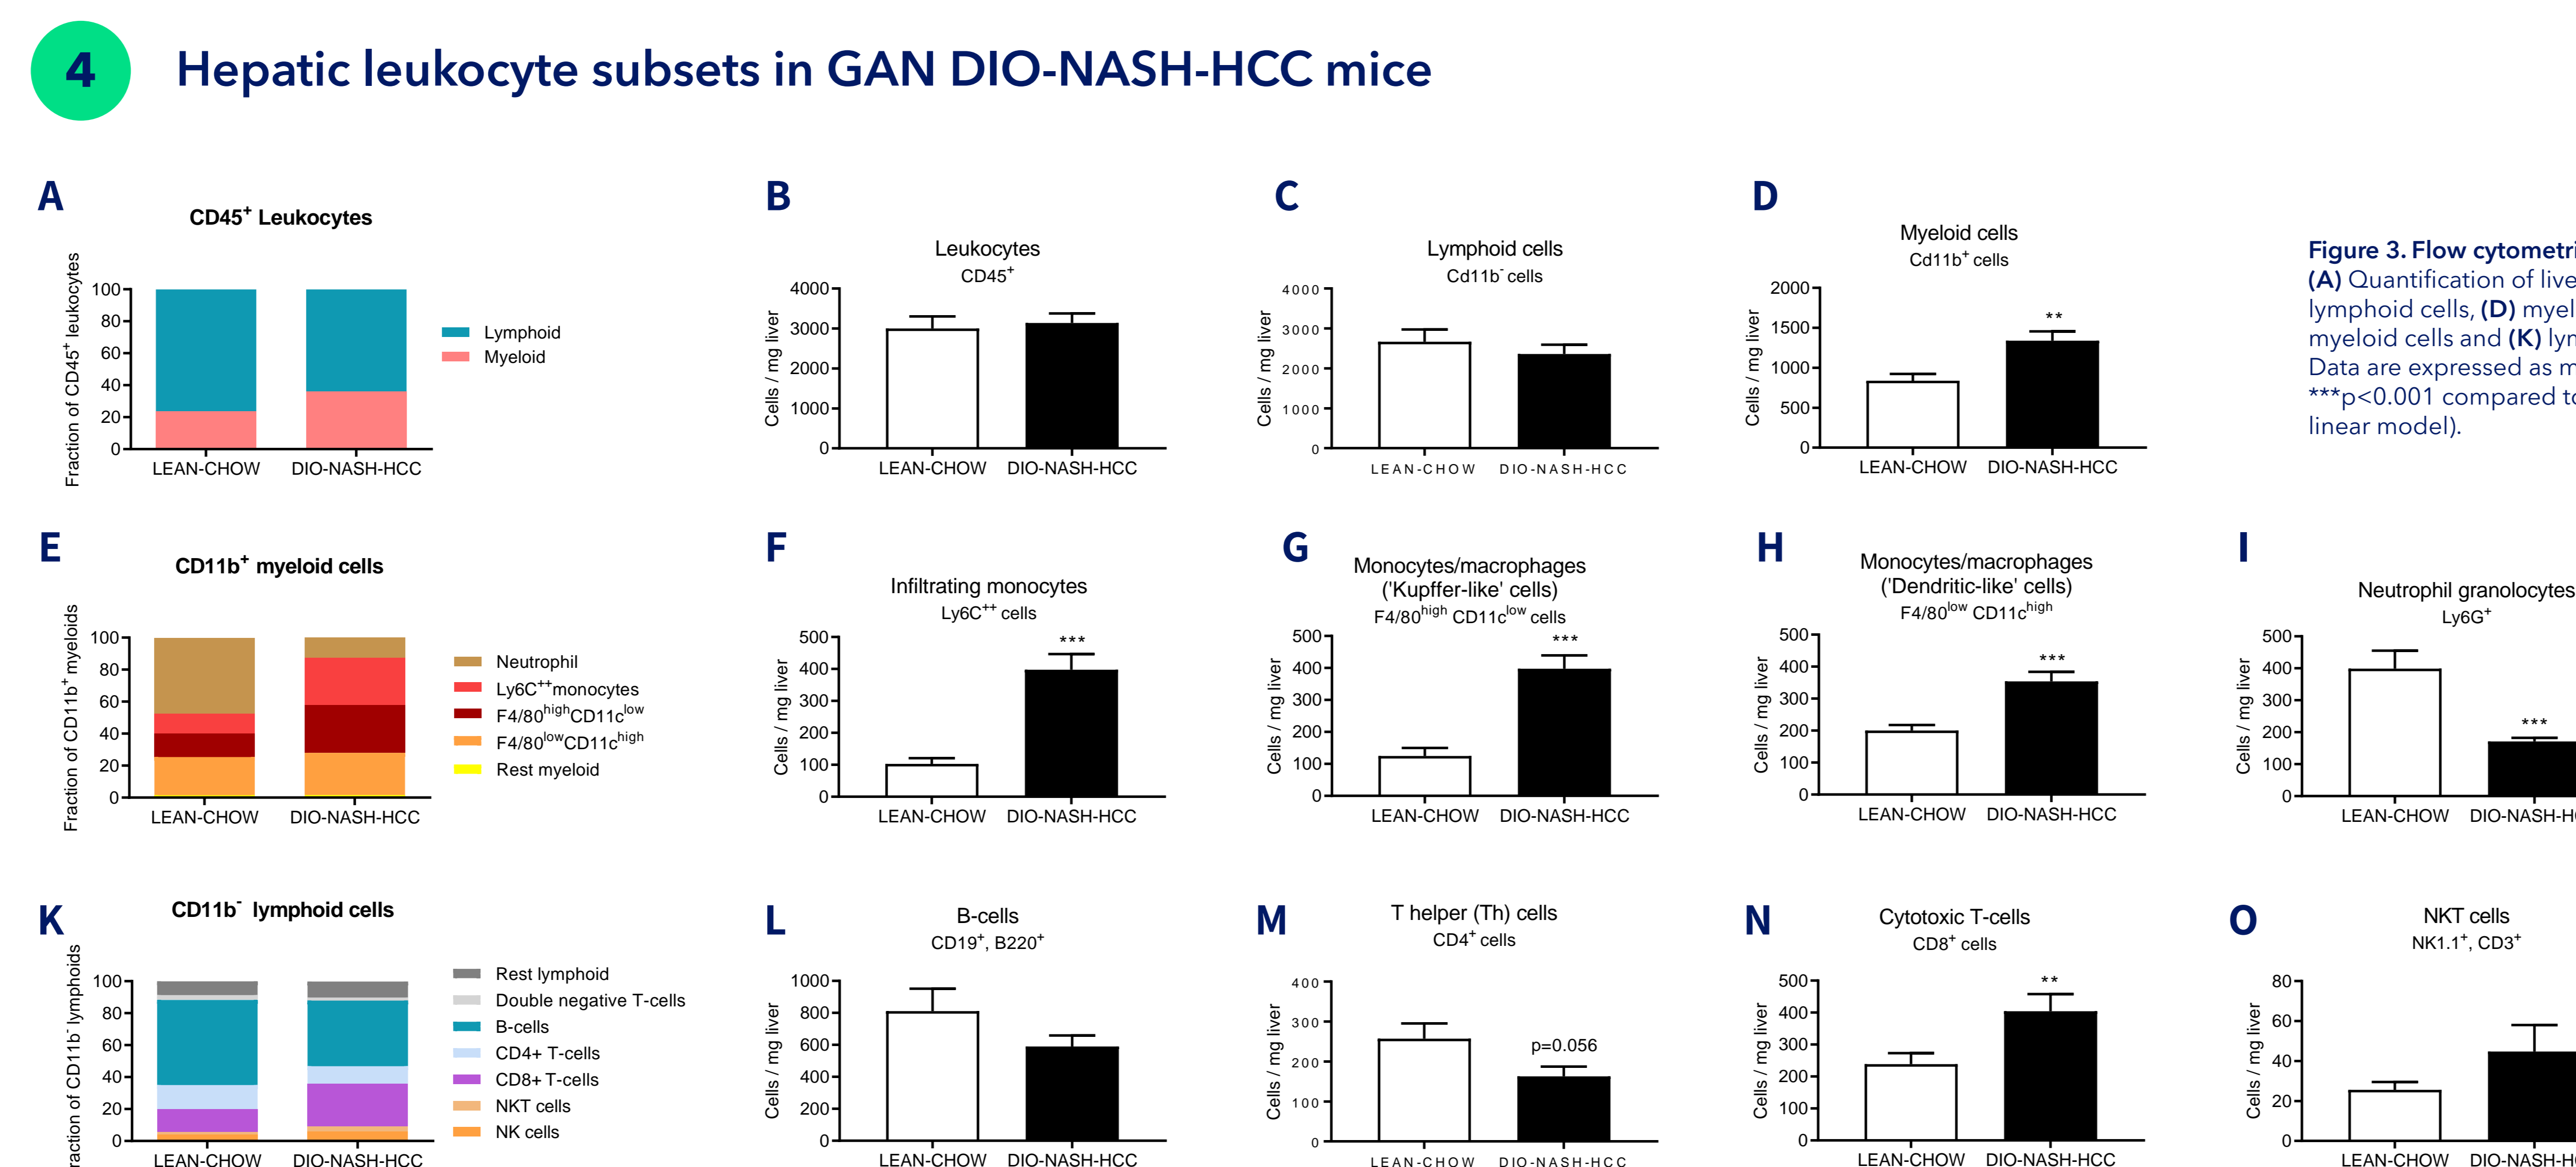 4
Hepatic leukocyte subsets in GAN DIO-NASH-HCC mice
A
CD45+ Leukocytes
Fraction of CD45+ leukocytes
100
80
60
40
20
0
LEAN-CHOW DIO-NASH-HCC
Lymphoid
Myeloid
B
Leukocytes
CD45+
Cells / mg liver
4000
3000
2000
1000
0
LEAN-CHOW DIO-NASH-HCC
C
Lymphoid cells
Cd11b- cells
Cells / mg liver
4000
3000
2000
1000
0
LEAN-CHOW DIO-NASH-HCC
D
Myeloid cells
Cd11b+ cells
Cells / mg liver
2000
1500
1000
500
0
**
LEAN-CHOW DIO-NASH-HCC
Figure 3. Flow cytometri
(A) Quantification of live
lymphoid cells, (D) myel
myeloid cells and (K) lym
Data are expressed as m
***p<0.001 compared to
linear model).
E
CD11b+ myeloid cells
Fraction of CD11b+ myeloids
100
80
60
40
20
0
LEAN-CHOW DIO-NASH-HCC
Neutrophil
Ly6C++monocytes
F4/80highCD11clow
F4/80lowCD11chigh
Rest myeloid
F
Infiltrating monocytes
Ly6C++ cells
Cells / mg liver
500
400
300
200
100
0
***
LEAN-CHOW DIO-NASH-HCC
G
Monocytes/macrophages
('Kupffer-like' cells)
F4/80high CD11clow cells
Cells / mg liver
500
400
300
200
100
0
***
LEAN-CHOW DIO-NASH-HCC
H
Monocytes/macrophages
('Dendritic-like' cells)
F4/80low CD11chigh
Cells / mg liver
500
400
300
200
100
0
***
LEAN-CHOW DIO-NASH-HCC
I
Neutrophil granolocytes
Ly6G+
Cells / mg liver
500
400
300
200
100
0
***
LEAN-CHOW DIO-NASH-H
K
CD11b- lymphoid cells
raction of CD11b- lymphoids
100
80
60
40
20
0
LEAN-CHOW DIO-NASH-HCC
Rest lymphoid
Double negative T-cells
B-cells
CD4+ T-cells
CD8+ T-cells
NKT cells
NK cells
L
B-cells
CD19+, B220+
Cells / mg liver
1000
800
600
400
200
0
LEAN-CHOW DIO-NASH-HCC
M
T helper (Th) cells
CD4+ cells
Cells / mg liver
400
300
200
100
0
p=0.056
LEAN-CHOW DIO-NASH-HCC
N
Cytotoxic T-cells
CD8+ cells
Cells / mg liver
500
400
300
200
100
0
**
LEAN-CHOW DIO-NASH-HCC
O
NKT cells
NK1.1+, CD3+
Cells / mg liver
80
60
40
20
0
LEAN-CHOW DIO-NASH-H